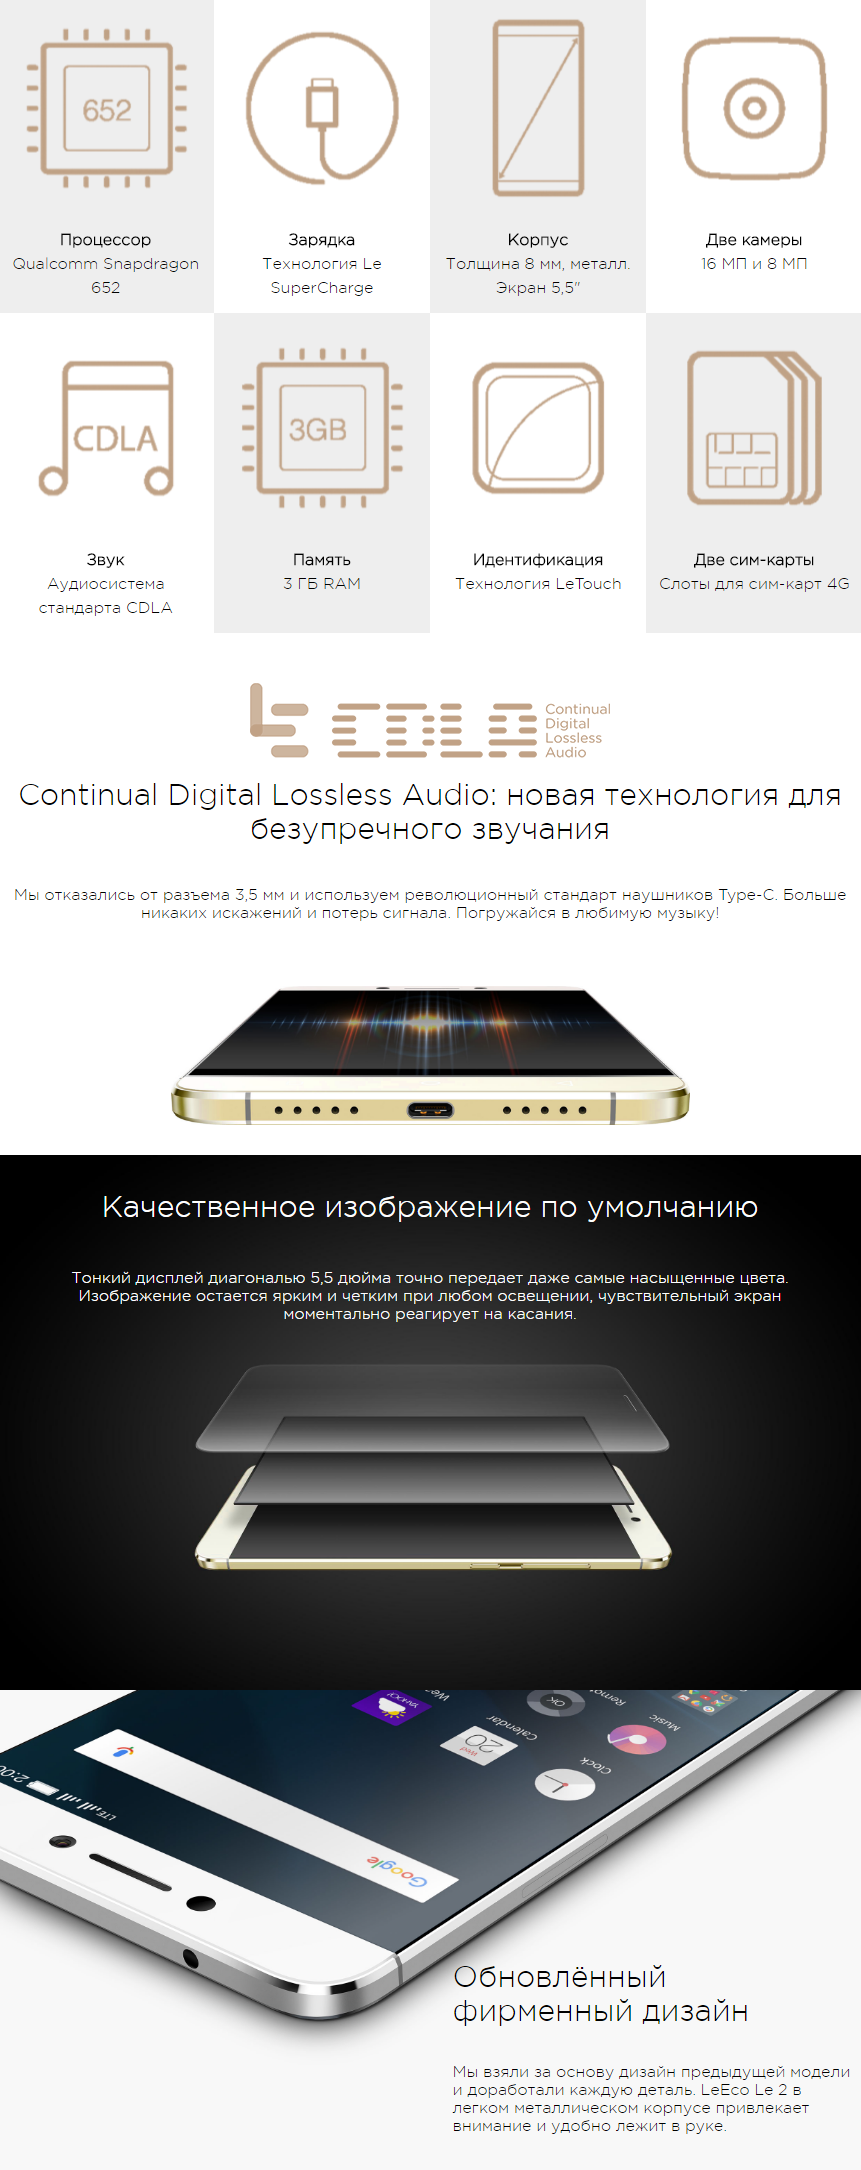 652
Процессор
Qualcomm Snapdragon
652
Зарядка
Технология Le
SuperCharge
Корпус
Толщина 8 мм, металл.
Экран 5,5"
Две камеры
16 МП и 8 МП
CDLA
Звук
Аудиосистема
стандарта CDLA
3GB
Память
3 ГБ RAM
Идентификация
Технология LeTouch
Две сим-карты
Слоты для сим-карт 4G
CDLA
Continual
Digital
Lossless
Audio
Continual Digital Lossless Audio: новая технология для
безупречного звучания
Мы отказались от разъема 3,5 мм и используем революционный стандарт наушников Type-C. Больше
никаких искажений и потерь сигнала. Погружайся в любимую музыку!
Качественное изображение по умолчанию
Тонкий дисплей диагональю 5,5 дюйма точно передает даже самые насыщенные цвета.
Изображение остается ярким и четким при любом освещении, чувствительный экран
моментально реагирует на касания.
YAHOO!
OK
Music
Calendar
Wed
20
Clock
2:00
LTE
Google
Обновлённый
фирменный дизайн
Мы взяли за основу дизайн предыдущей модели
и доработали каждую деталь. LeEco Le 2 в
легком металлическом корпусе привлекает
внимание и удобно лежит в руке.